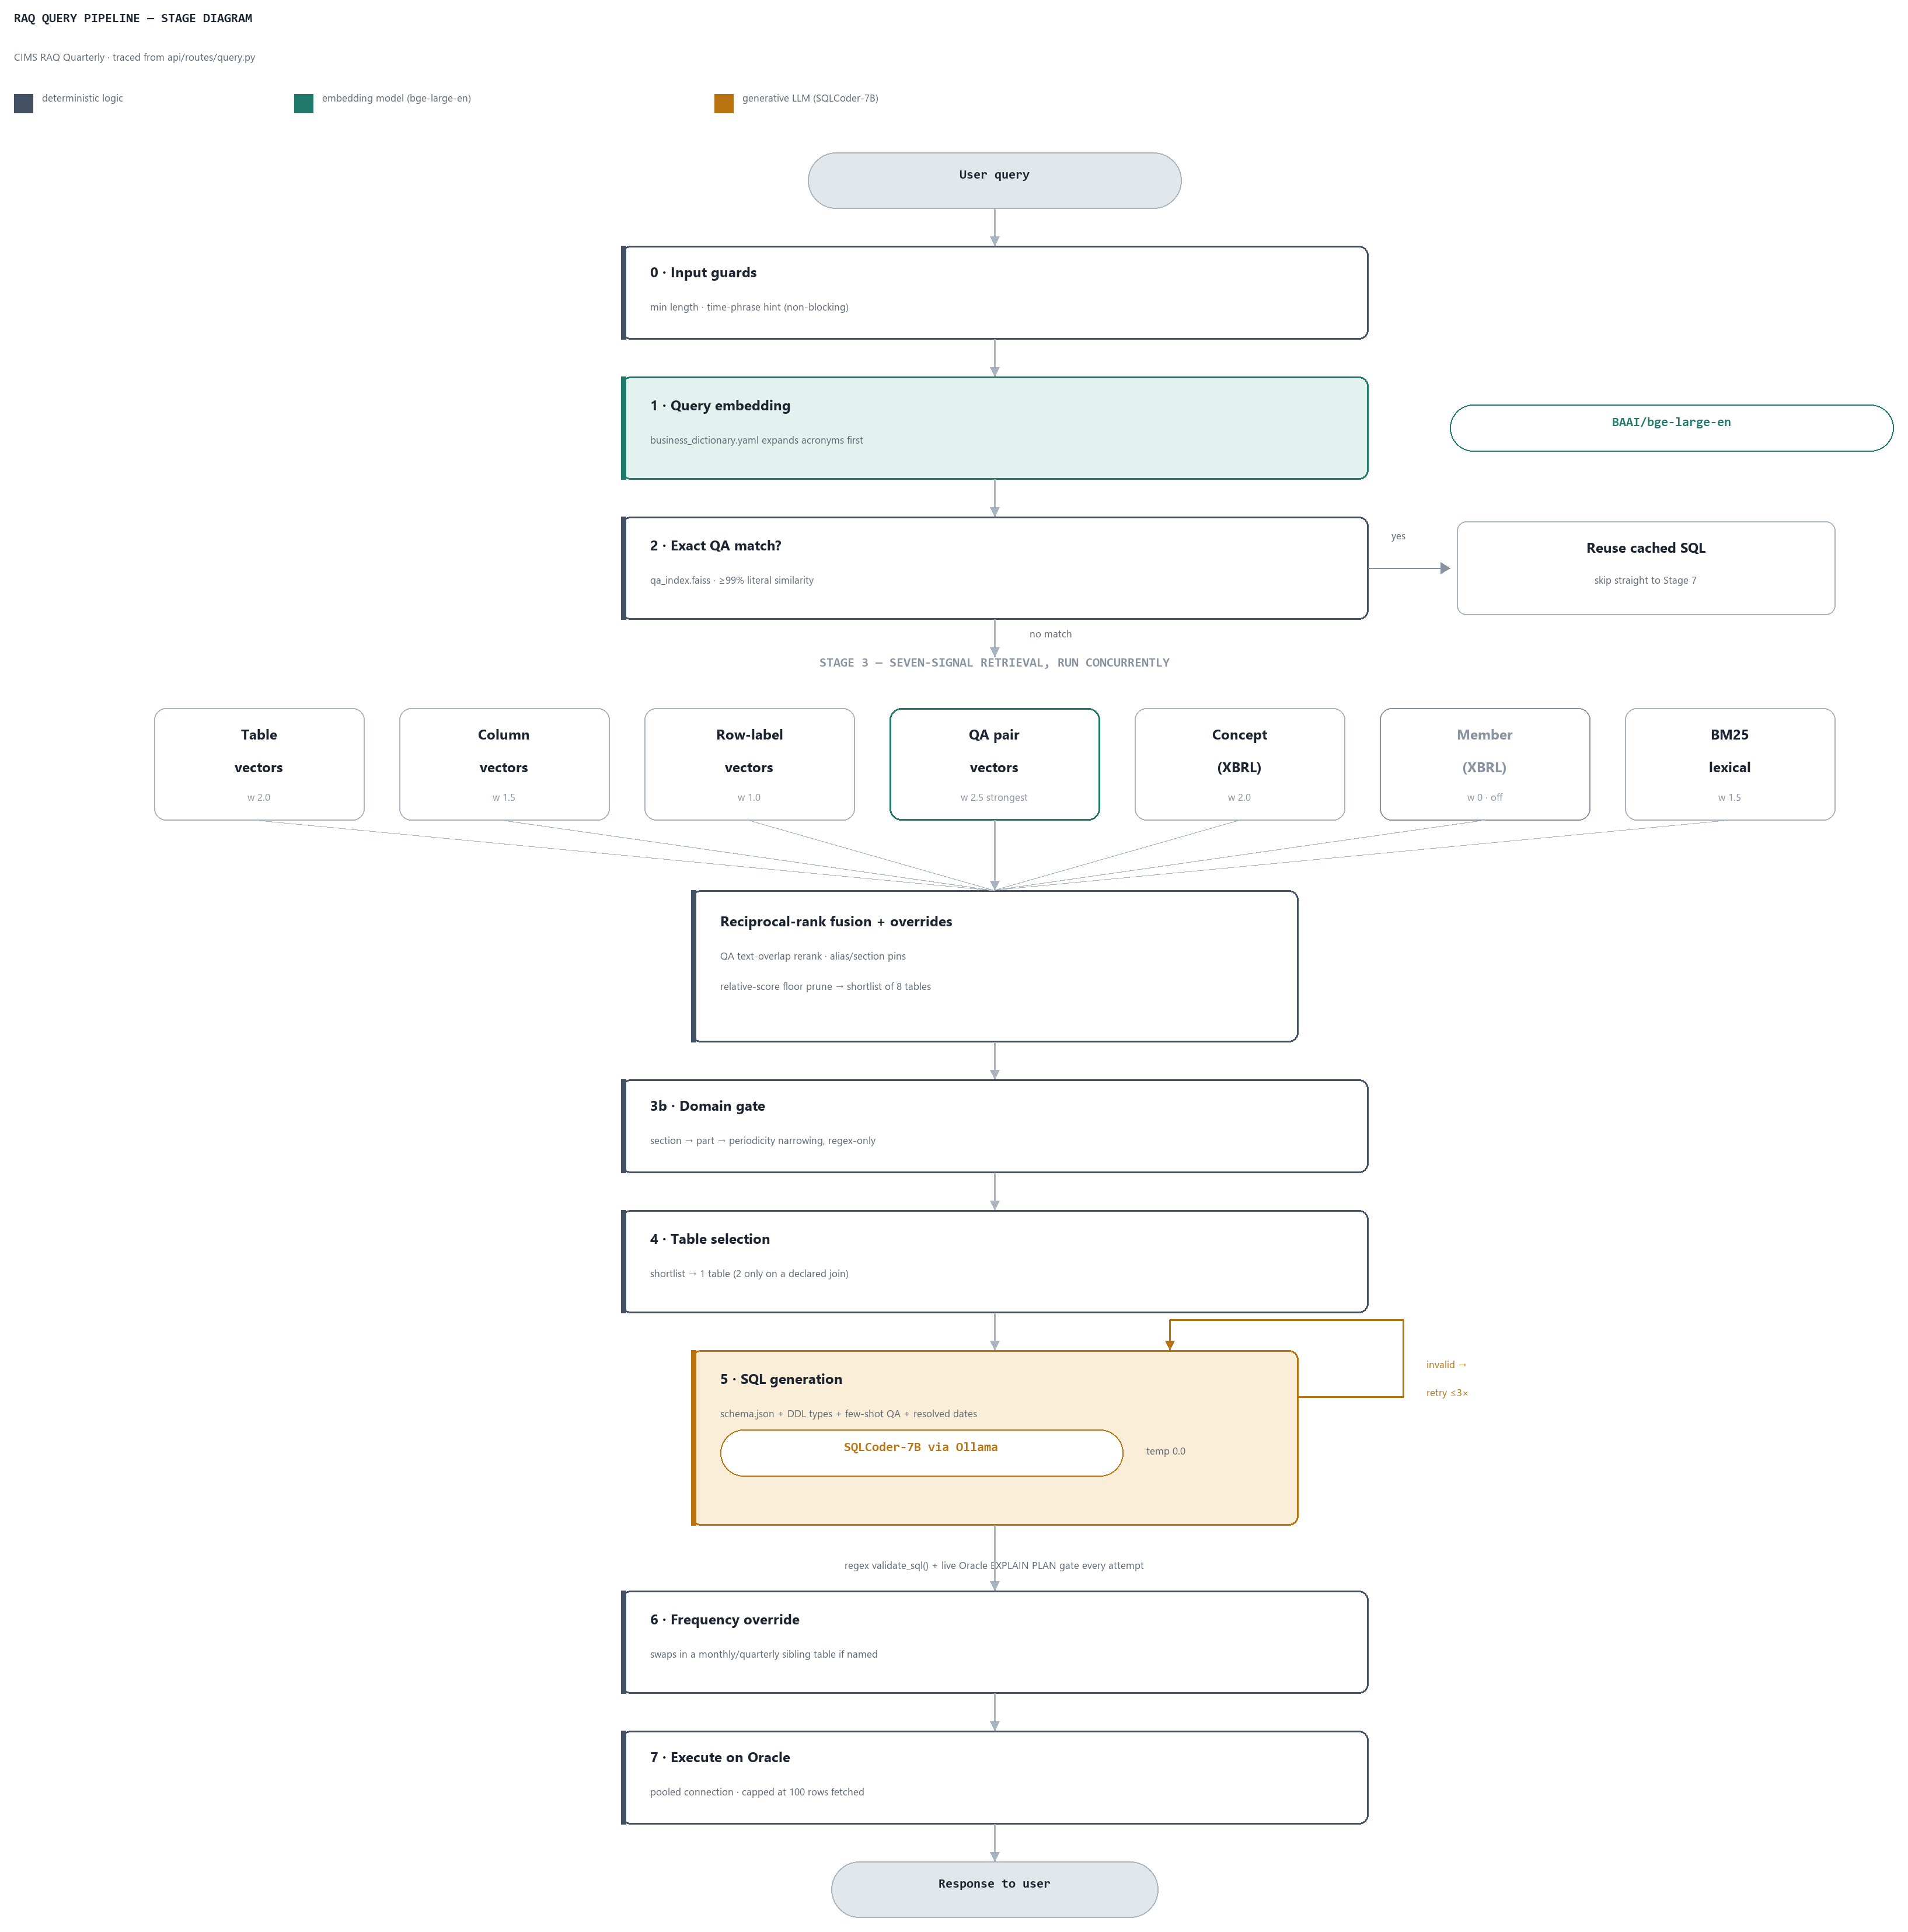 RAQ QUERY PIPELINE — STAGE DIAGRAM
CIMS RAQ Quarterly · traced from api/routes/query.py
deterministic logic
embedding model (bge-large-en)
generative LLM (SQLCoder-7B)
User query
0 · Input guards
min length · time-phrase hint (non-blocking)
1 · Query embedding
business_dictionary.yaml expands acronyms first
BAAI/bge-large-en
2 · Exact QA match?
qa_index.faiss · ≥99% literal similarity
yes
Reuse cached SQL
skip straight to Stage 7
no match
STAGE 3 — SEVEN-SIGNAL RETRIEVAL, RUN CONCURRENTLY
Table
vectors
w 2.0
Column
vectors
w 1.5
Row-label
vectors
w 1.0
QA pair
vectors
w 2.5 strongest
Concept
(XBRL)
w 2.0
Member
(XBRL)
w 0 · off
BM25
lexical
w 1.5
Reciprocal-rank fusion + overrides
QA text-overlap rerank · alias/section pins
relative-score floor prune → shortlist of 8 tables
3b · Domain gate
section → part → periodicity narrowing, regex-only
4 · Table selection
shortlist → 1 table (2 only on a declared join)
5 · SQL generation
schema.json + DDL types + few-shot QA + resolved dates
SQLCoder-7B via Ollama
temp 0.0
invalid →
retry ≤3×
regex validate_sql() + live Oracle EXPLAIN PLAN gate every attempt
6 · Frequency override
swaps in a monthly/quarterly sibling table if named
7 · Execute on Oracle
pooled connection · capped at 100 rows fetched
Response to user